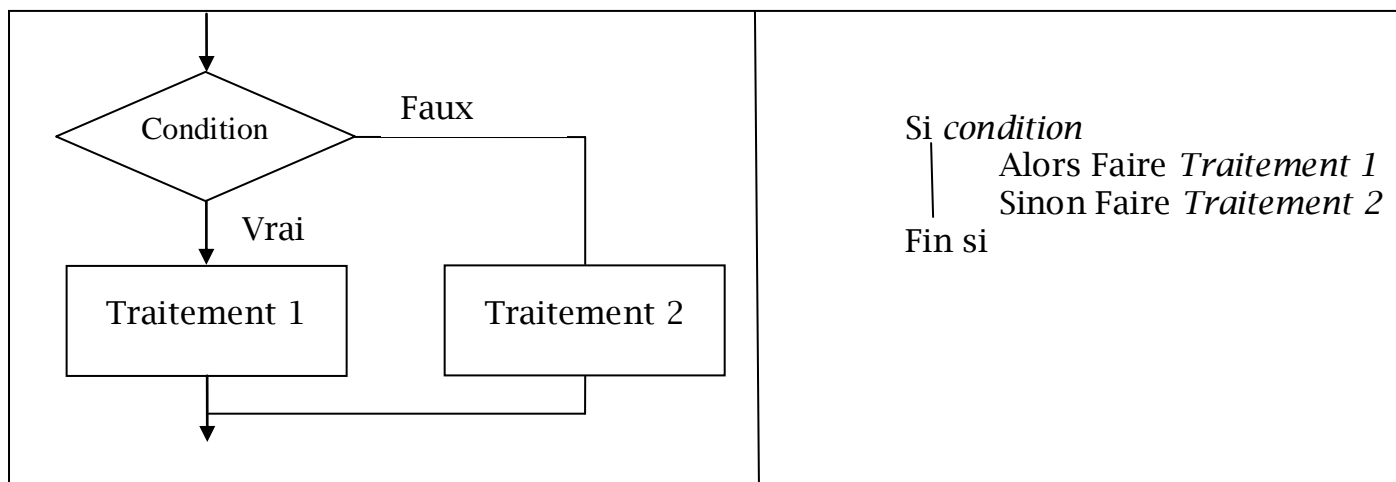 Faux
Condition
Vrai
Traitement 1
Traitement 2
Si condition
Alors Faire Traitement 1
Sinon Faire Traitement 2
Fin si